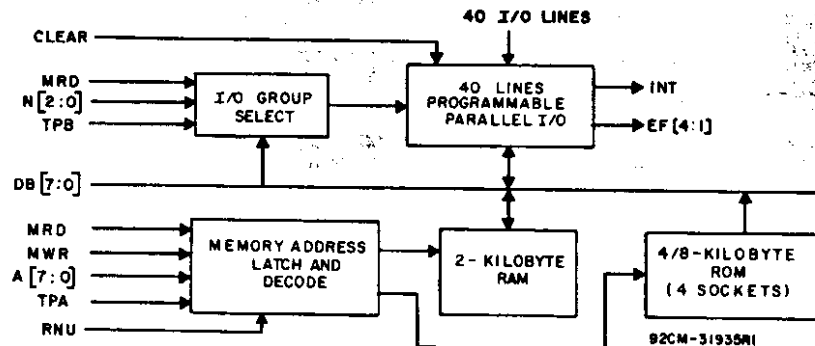 40 I/O LINES
CLEAR
MRD
N[2:0]
TPB
I/O GROUP
SELECT
40 LINES
PROGRAMMABLE
PARALLEL I/O
INT
EF[4:1]
DB[7:0]
MRD
MWR
A[7:0]
TPA
RNU
MEMORY ADDRESS
LATCH AND
DECODE
2-KILOBYTE
RAM
4/8-KILOBYTE
ROM
(4 SOCKETS)
92CM-31935R1